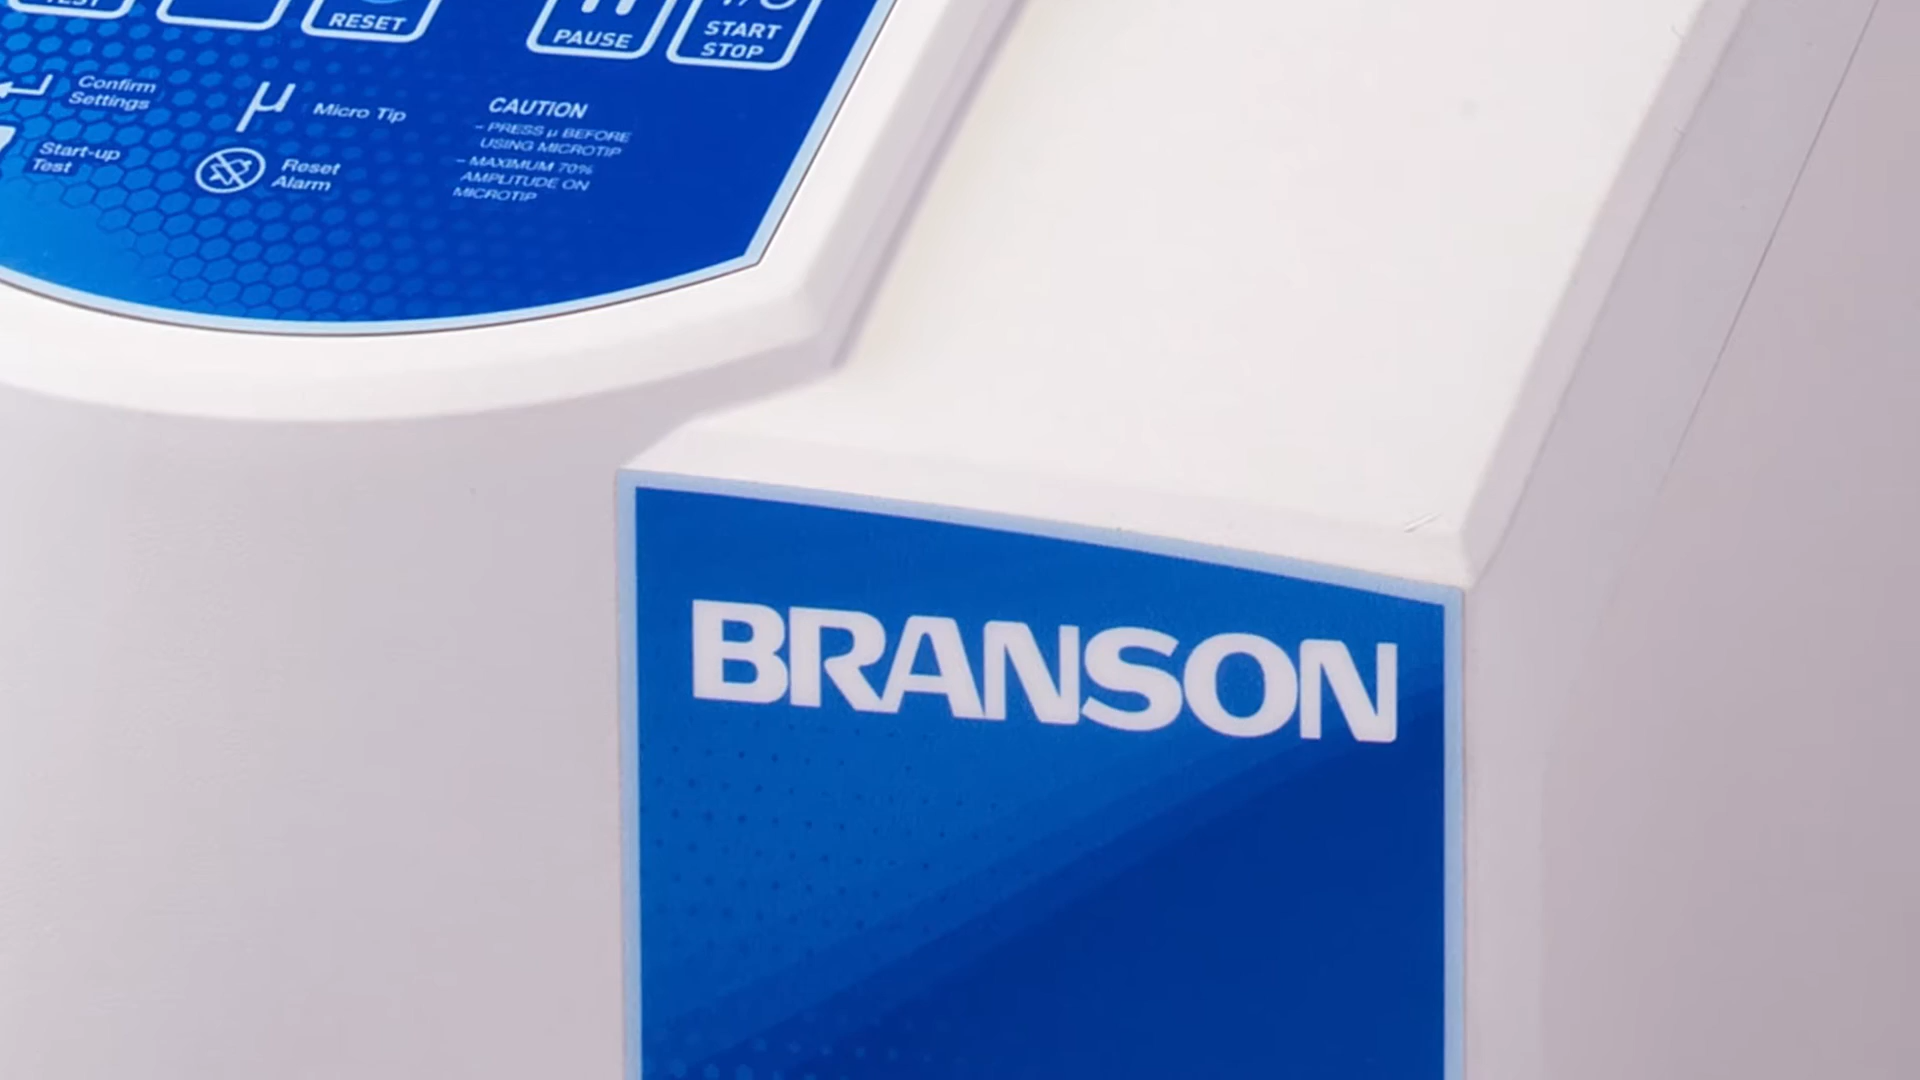 TEST
RESET
PAUSE
START
STOP
Confirm
Settings
μ
Micro Tip
Start-up
Test
Reset
Alarm
CAUTION
– PRESS μ BEFORE
USING MICROTIP
– MAXIMUM 70%
AMPLITUDE ON
MICROTIP
BRANSON